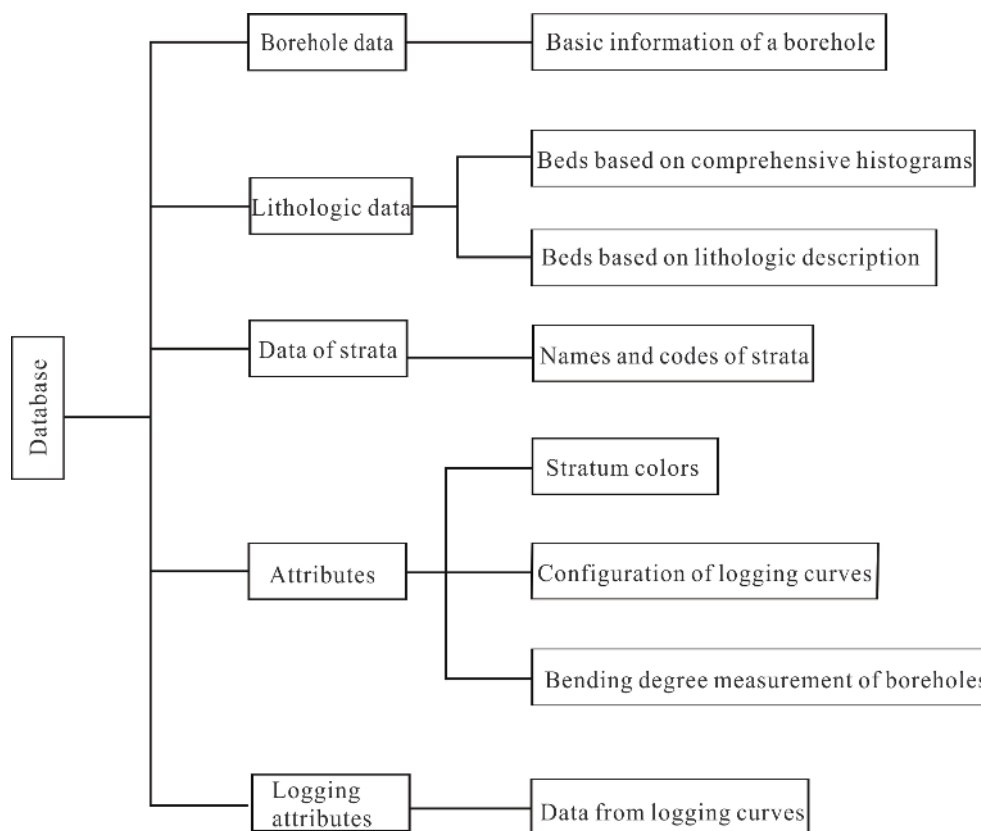 Database
Borehole data
Basic information of a borehole
Lithologic data
Beds based on comprehensive histograms
Beds based on lithologic description
Data of strata
Names and codes of strata
Attributes
Stratum colors
Configuration of logging curves
Bending degree measurement of boreholes
Logging
attributes
Data from logging curves